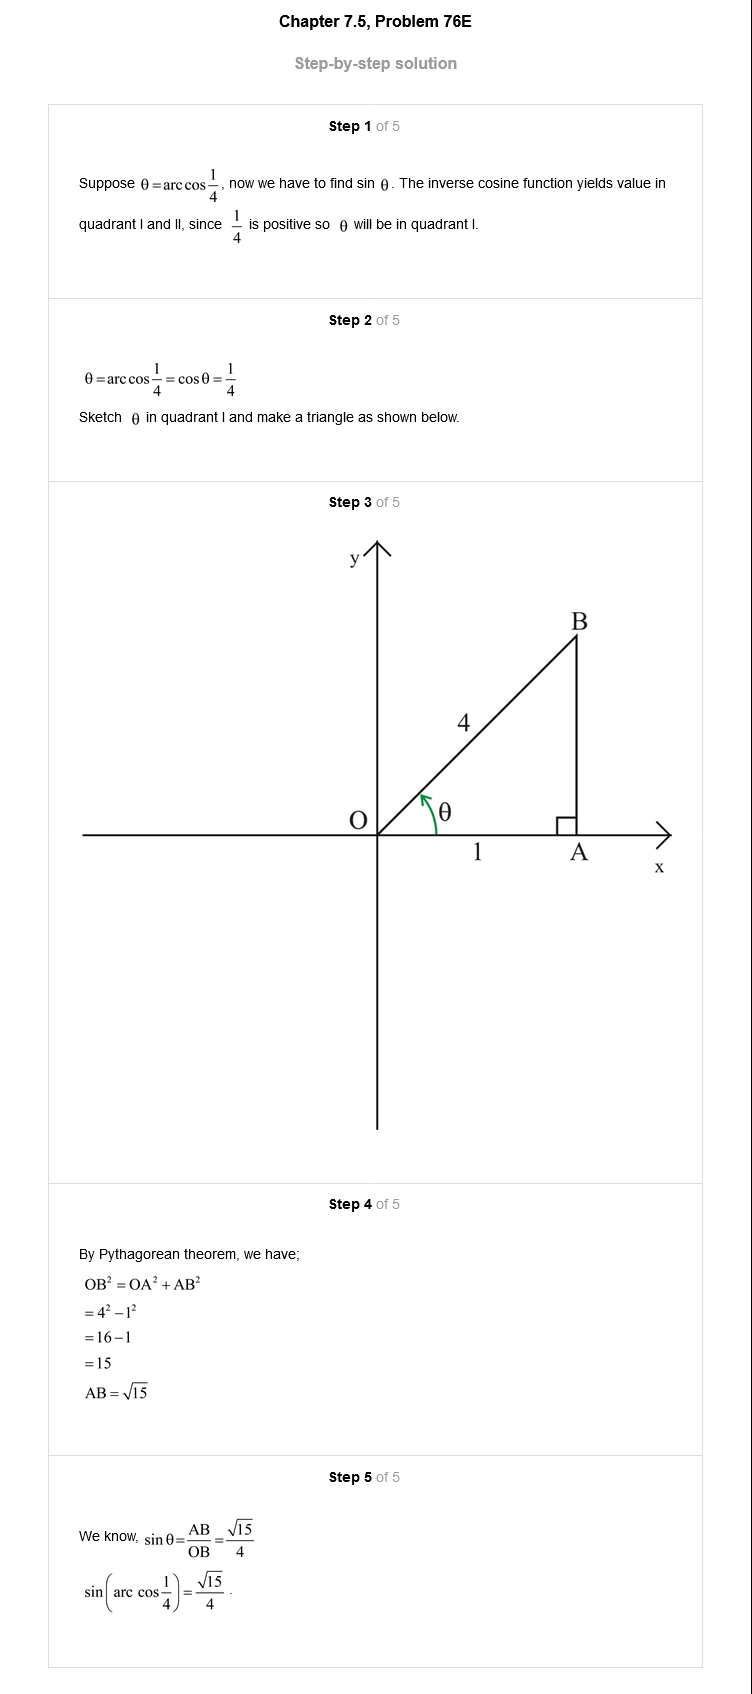 Chapter 7.5, Problem 76E
Step-by-step solution
Step 1 of 5
Suppose θ = arc cos 1/4, now we have to find sin θ. The inverse cosine function yields value in
quadrant I and II, since 1/4 is positive so θ will be in quadrant I.
Step 2 of 5
θ = arc cos 1/4 = cos θ = 1/4
Sketch θ in quadrant I and make a triangle as shown below.
Step 3 of 5
y
B
4
O
θ
1
A
x
Step 4 of 5
By Pythagorean theorem, we have;
OB² = OA² + AB²
= 4² − 1²
= 16 − 1
= 15
AB = √15
Step 5 of 5
We know, sin θ = AB/OB = √15/4
sin(arc cos 1/4) = √15/4 .